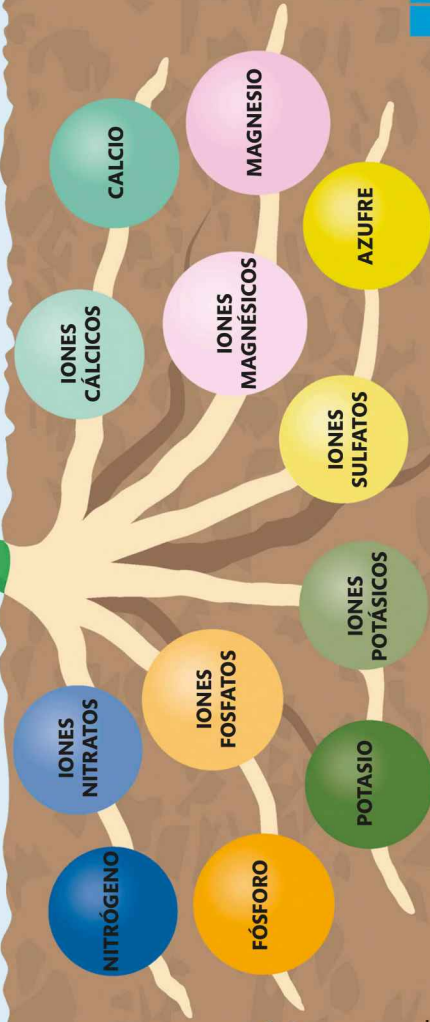 NITRÓGENO
IONES
NITRATOS
IONES
CÁLCICOS
CALCIO
FÓSFORO
IONES
FOSFATOS
IONES
MAGNÉSICOS
MAGNESIO
POTASIO
IONES
POTÁSICOS
IONES
SULFATOS
AZUFRE